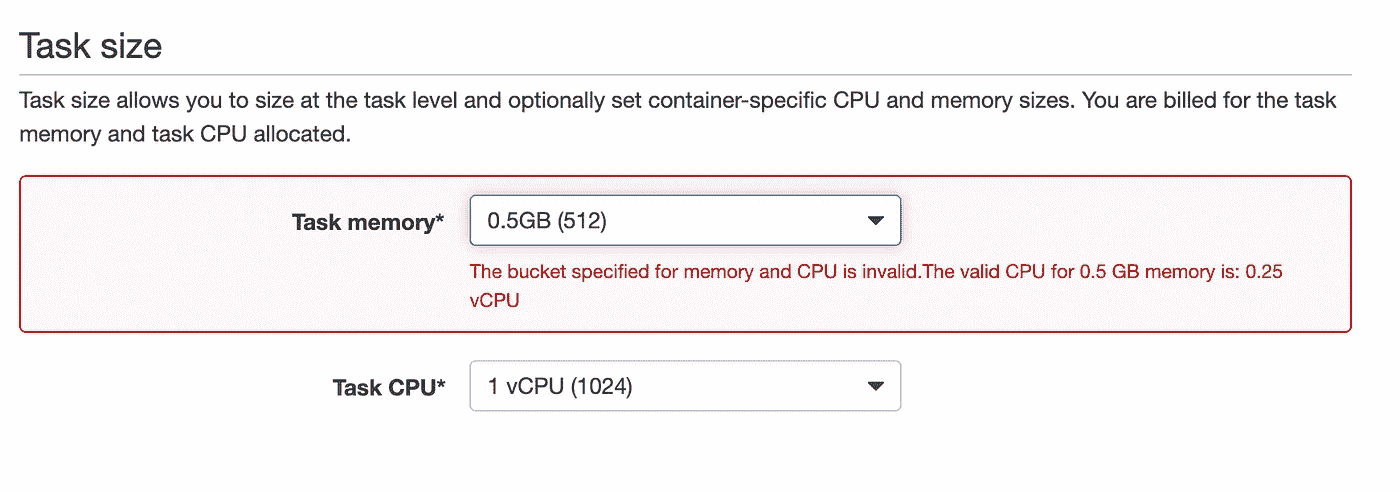 Task size
Task size allows you to size at the task level and optionally set container-specific CPU and memory sizes. You are billed for the task
memory and task CPU allocated.
Task memory* 0.5GB (512)
The bucket specified for memory and CPU is invalid.The valid CPU for 0.5 GB memory is: 0.25
vCPU
Task CPU* 1 vCPU (1024)